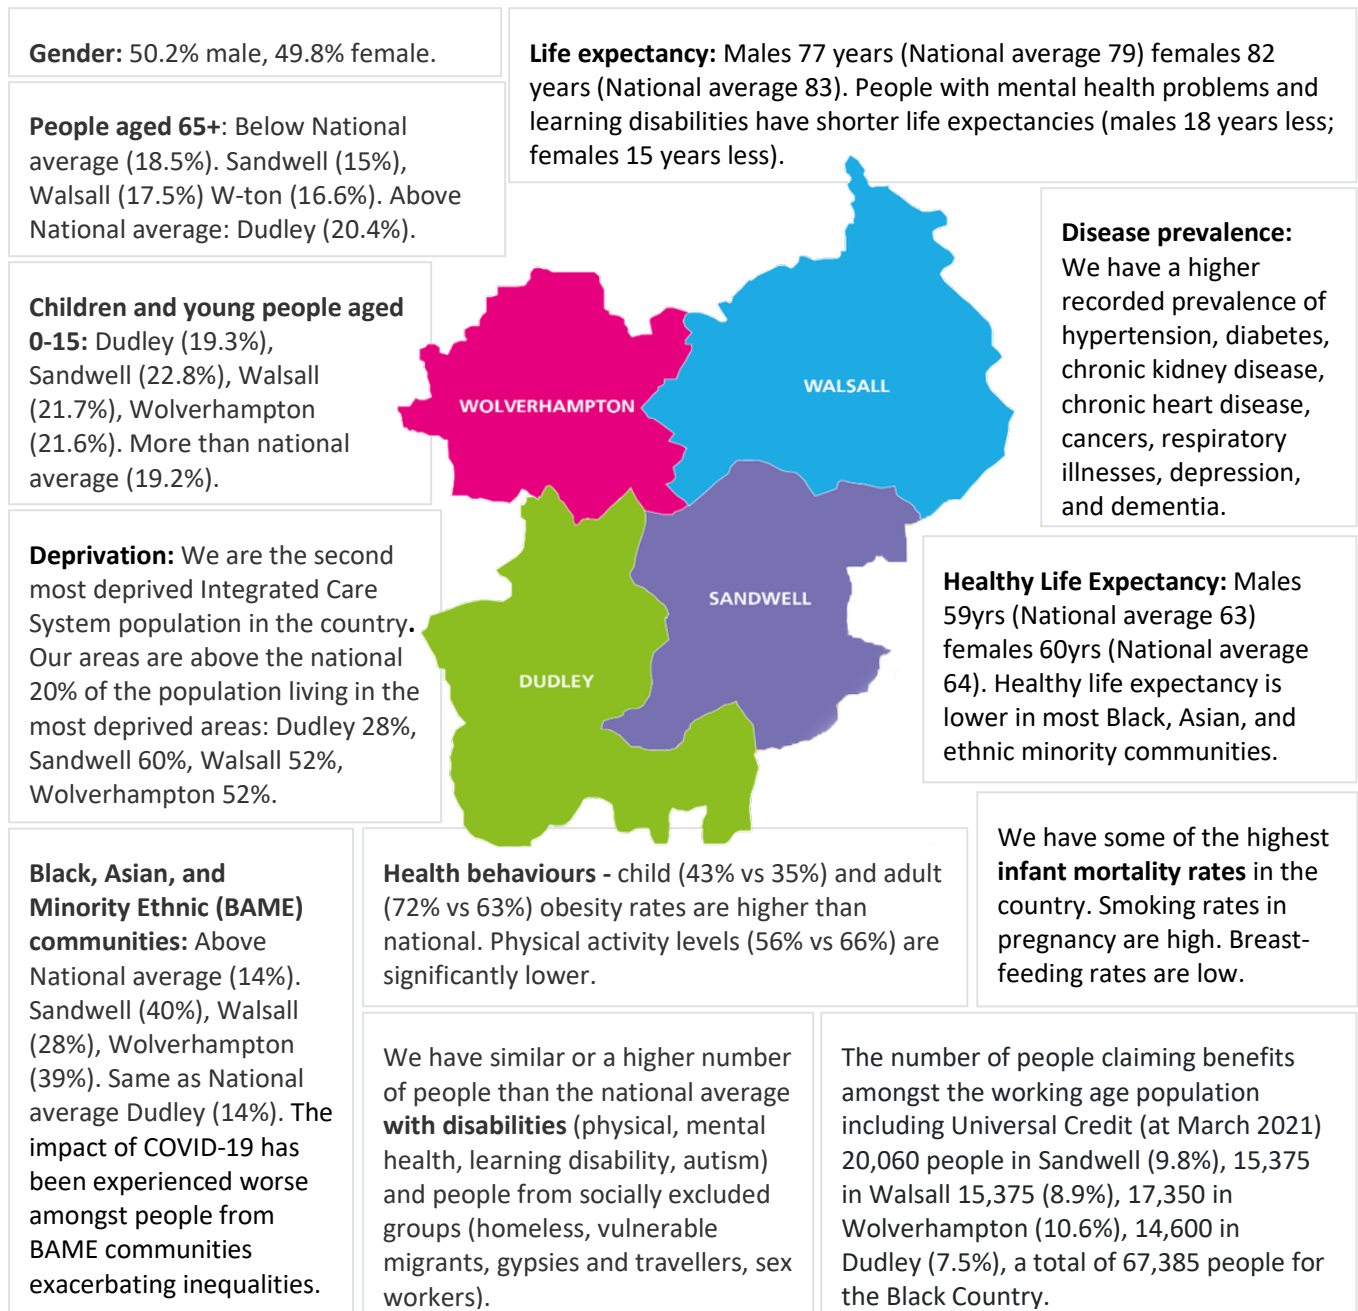 Gender: 50.2% male, 49.8% female.
Life expectancy: Males 77 years (National average 79) females 82
years (National average 83). People with mental health problems and
learning disabilities have shorter life expectancies (males 18 years less;
females 15 years less).
People aged 65+: Below National
average (18.5%). Sandwell (15%),
Walsall (17.5%) W-ton (16.6%). Above
National average: Dudley (20.4%).
Disease prevalence:
We have a higher
recorded prevalence of
hypertension, diabetes,
chronic kidney disease,
chronic heart disease,
cancers, respiratory
illnesses, depression,
and dementia.
Children and young people aged
0-15: Dudley (19.3%),
Sandwell (22.8%), Walsall
(21.7%), Wolverhampton
(21.6%). More than national
average (19.2%).
WOLVERHAMPTON
WALSALL
SANDWELL
DUDLEY
Deprivation: We are the second
most deprived Integrated Care
System population in the country.
Our areas are above the national
20% of the population living in the
most deprived areas: Dudley 28%,
Sandwell 60%, Walsall 52%,
Wolverhampton 52%.
Healthy Life Expectancy: Males
59yrs (National average 63)
females 60yrs (National average
64). Healthy life expectancy is
lower in most Black, Asian, and
ethnic minority communities.
We have some of the highest
infant mortality rates in the
country. Smoking rates in
pregnancy are high. Breast-
feeding rates are low.
Black, Asian, and
Minority Ethnic (BAME)
communities: Above
National average (14%).
Sandwell (40%), Walsall
(28%), Wolverhampton
(39%). Same as National
average Dudley (14%). The
impact of COVID-19 has
been experienced worse
amongst people from
BAME communities
exacerbating inequalities.
Health behaviours - child (43% vs 35%) and adult
(72% vs 63%) obesity rates are higher than
national. Physical activity levels (56% vs 66%) are
significantly lower.
We have similar or a higher number
of people than the national average
with disabilities (physical, mental
health, learning disability, autism)
and people from socially excluded
groups (homeless, vulnerable
migrants, gypsies and travellers, sex
workers).
The number of people claiming benefits
amongst the working age population
including Universal Credit (at March 2021)
20,060 people in Sandwell (9.8%), 15,375
in Walsall 15,375 (8.9%), 17,350 in
Wolverhampton (10.6%), 14,600 in
Dudley (7.5%), a total of 67,385 people for
the Black Country.